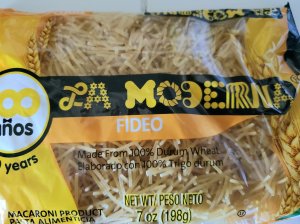 LA MODERN
años
years
FIDEO
Made From 100% Durum Wheat
Elaborado con 100% Trigo durum
NET WT/ PESO NETO
7 oz (198g)
MACARONI PRODUCT
PASTA ALIMENTICIA